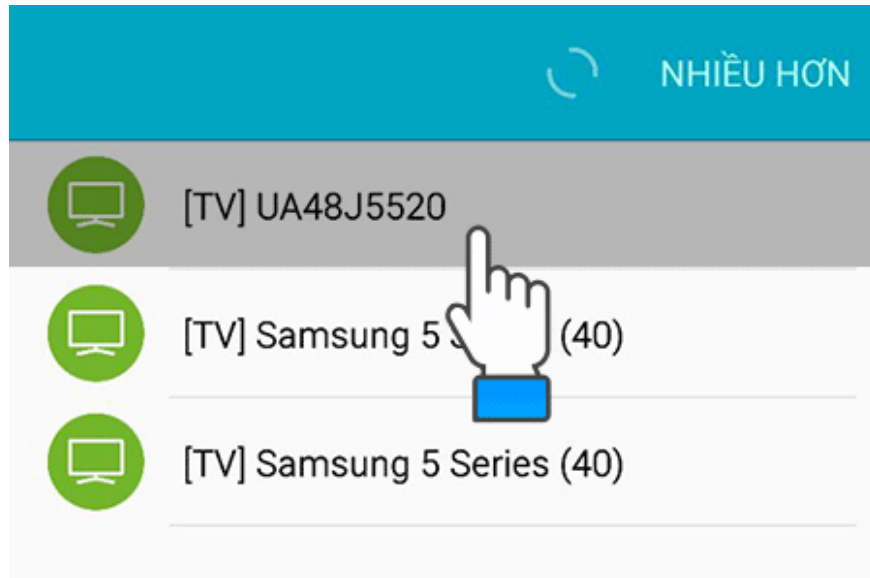 NHIỀU HƠN
[TV] UA48J5520
[TV] Samsung 5 (40)
[TV] Samsung 5 Series (40)